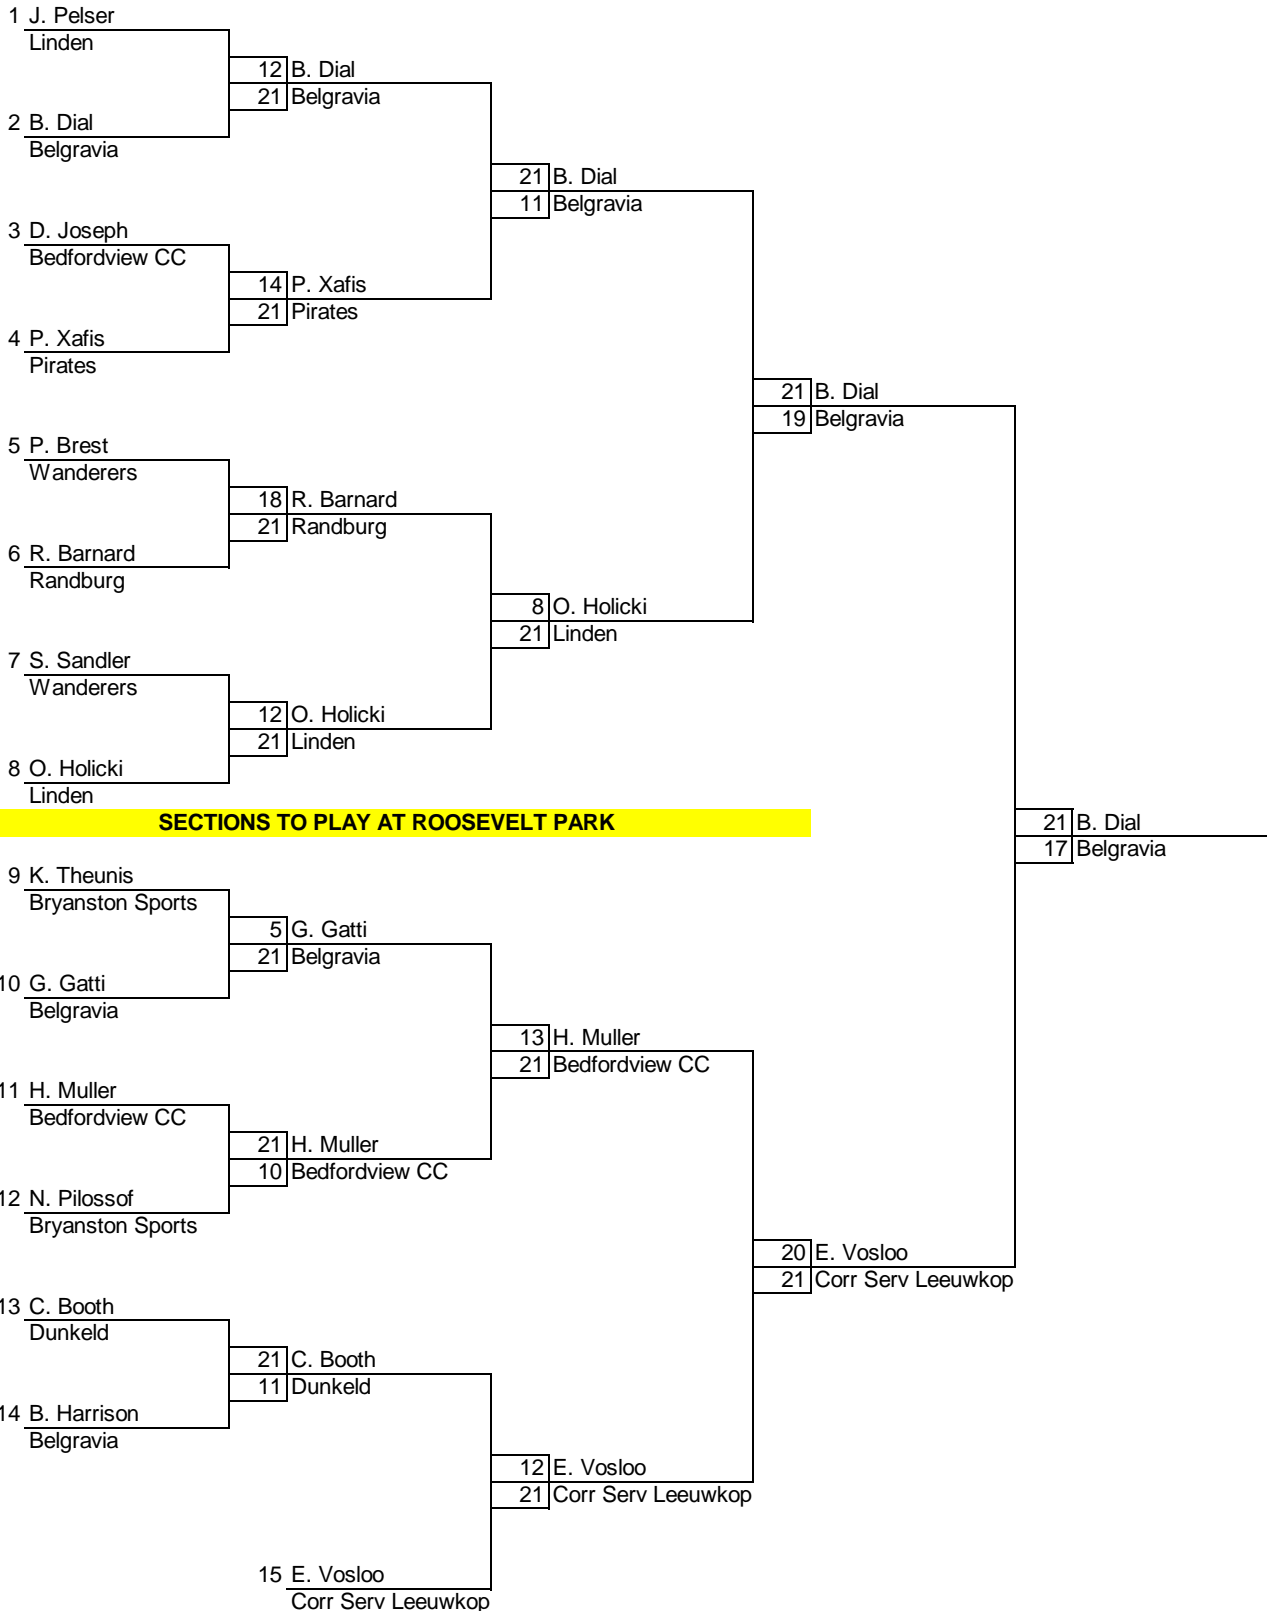 1 J. Pelser
Linden
12 B. Dial
21 Belgravia
2 B. Dial
Belgravia
21 B. Dial
11 Belgravia
3 D. Joseph
Bedfordview CC
14 P. Xafis
21 Pirates
4 P. Xafis
Pirates
21 B. Dial
19 Belgravia
5 P. Brest
Wanderers
18 R. Barnard
21 Randburg
6 R. Barnard
Randburg
8 O. Holicki
21 Linden
7 S. Sandler
Wanderers
12 O. Holicki
21 Linden
8 O. Holicki
Linden
SECTIONS TO PLAY AT ROOSEVELT PARK
21 B. Dial
17 Belgravia
9 K. Theunis
Bryanston Sports
5 G. Gatti
21 Belgravia
10 G. Gatti
Belgravia
13 H. Muller
21 Bedfordview CC
11 H. Muller
Bedfordview CC
21 H. Muller
10 Bedfordview CC
12 N. Pilossof
Bryanston Sports
20 E. Vosloo
21 Corr Serv Leeuwkop
13 C. Booth
Dunkeld
21 C. Booth
11 Dunkeld
14 B. Harrison
Belgravia
12 E. Vosloo
21 Corr Serv Leeuwkop
15 E. Vosloo
Corr Serv Leeuwkop